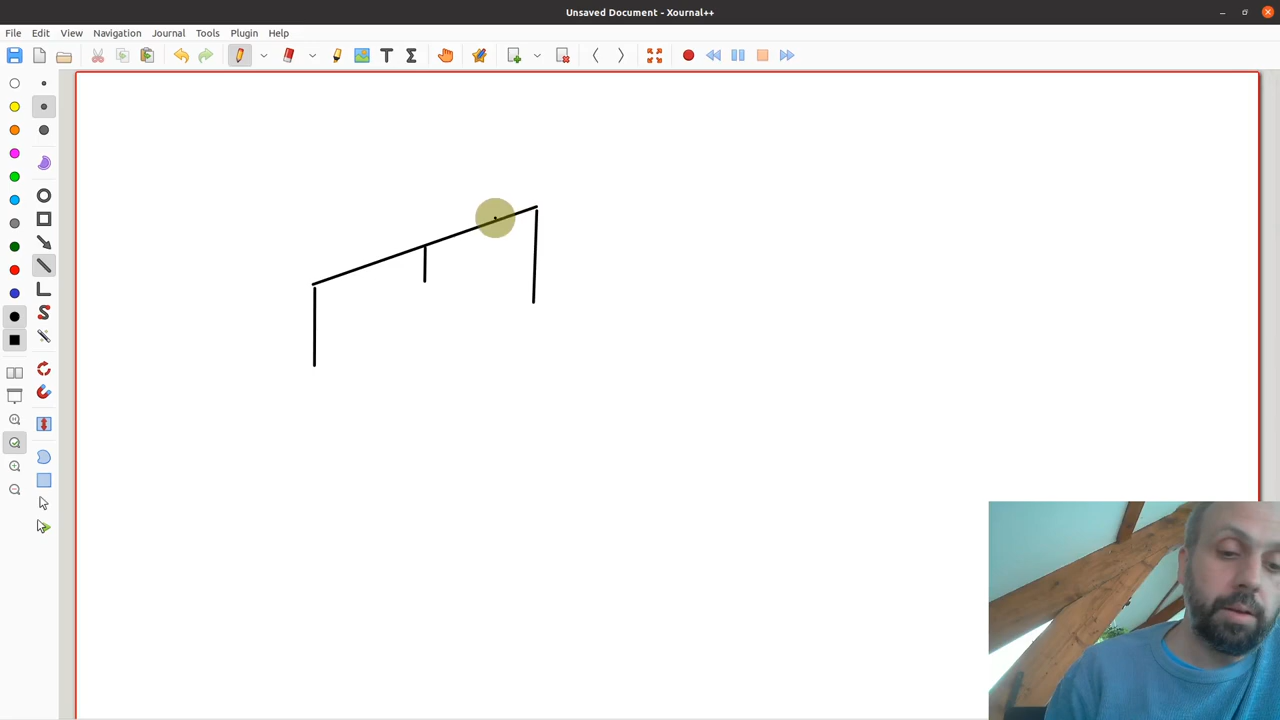 Unsaved Document - Xournal++
File Edit View Navigation Journal Tools Plugin Help